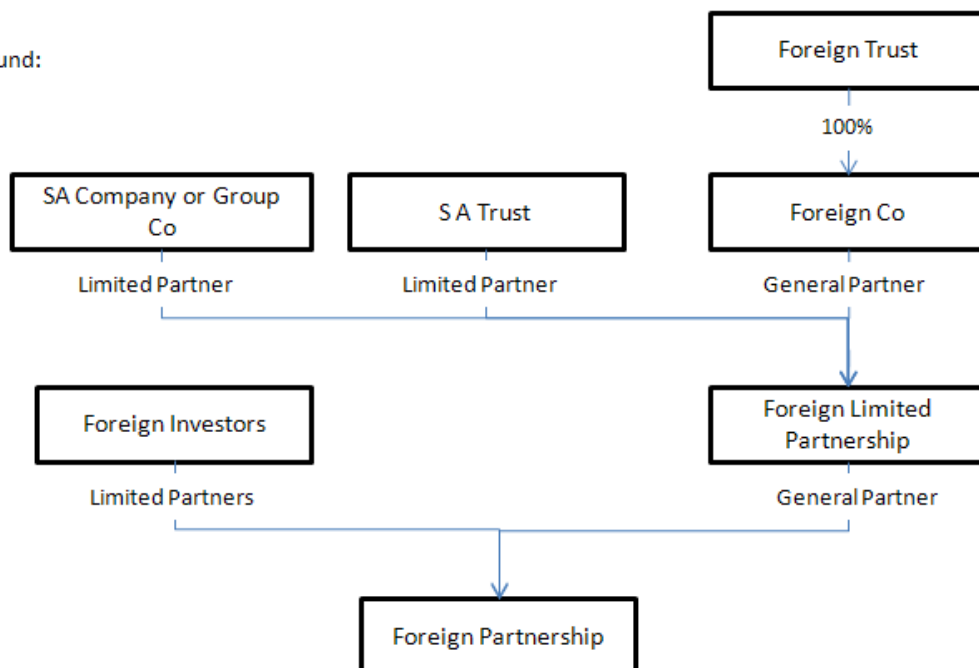 und:
Foreign Trust
100%
SA Company or Group
Co
S A Trust
Foreign Co
Limited Partner
Limited Partner
General Partner
Foreign Investors
Foreign Limited
Partnership
Limited Partners
General Partner
Foreign Partnership